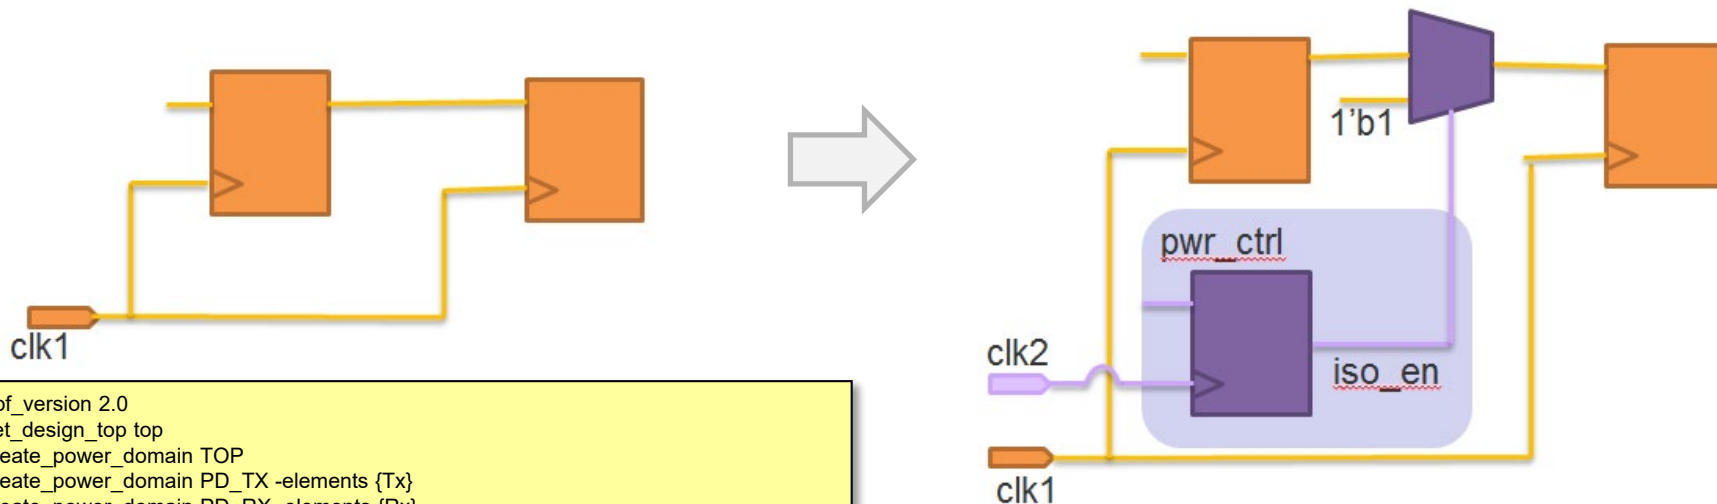 clk1
of_version 2.0
et_design_top top
eate_power_domain TOP
eate_power_domain PD_TX -elements {Tx}
1'b1
pwr_ctrl
clk2
iso_en
clk1